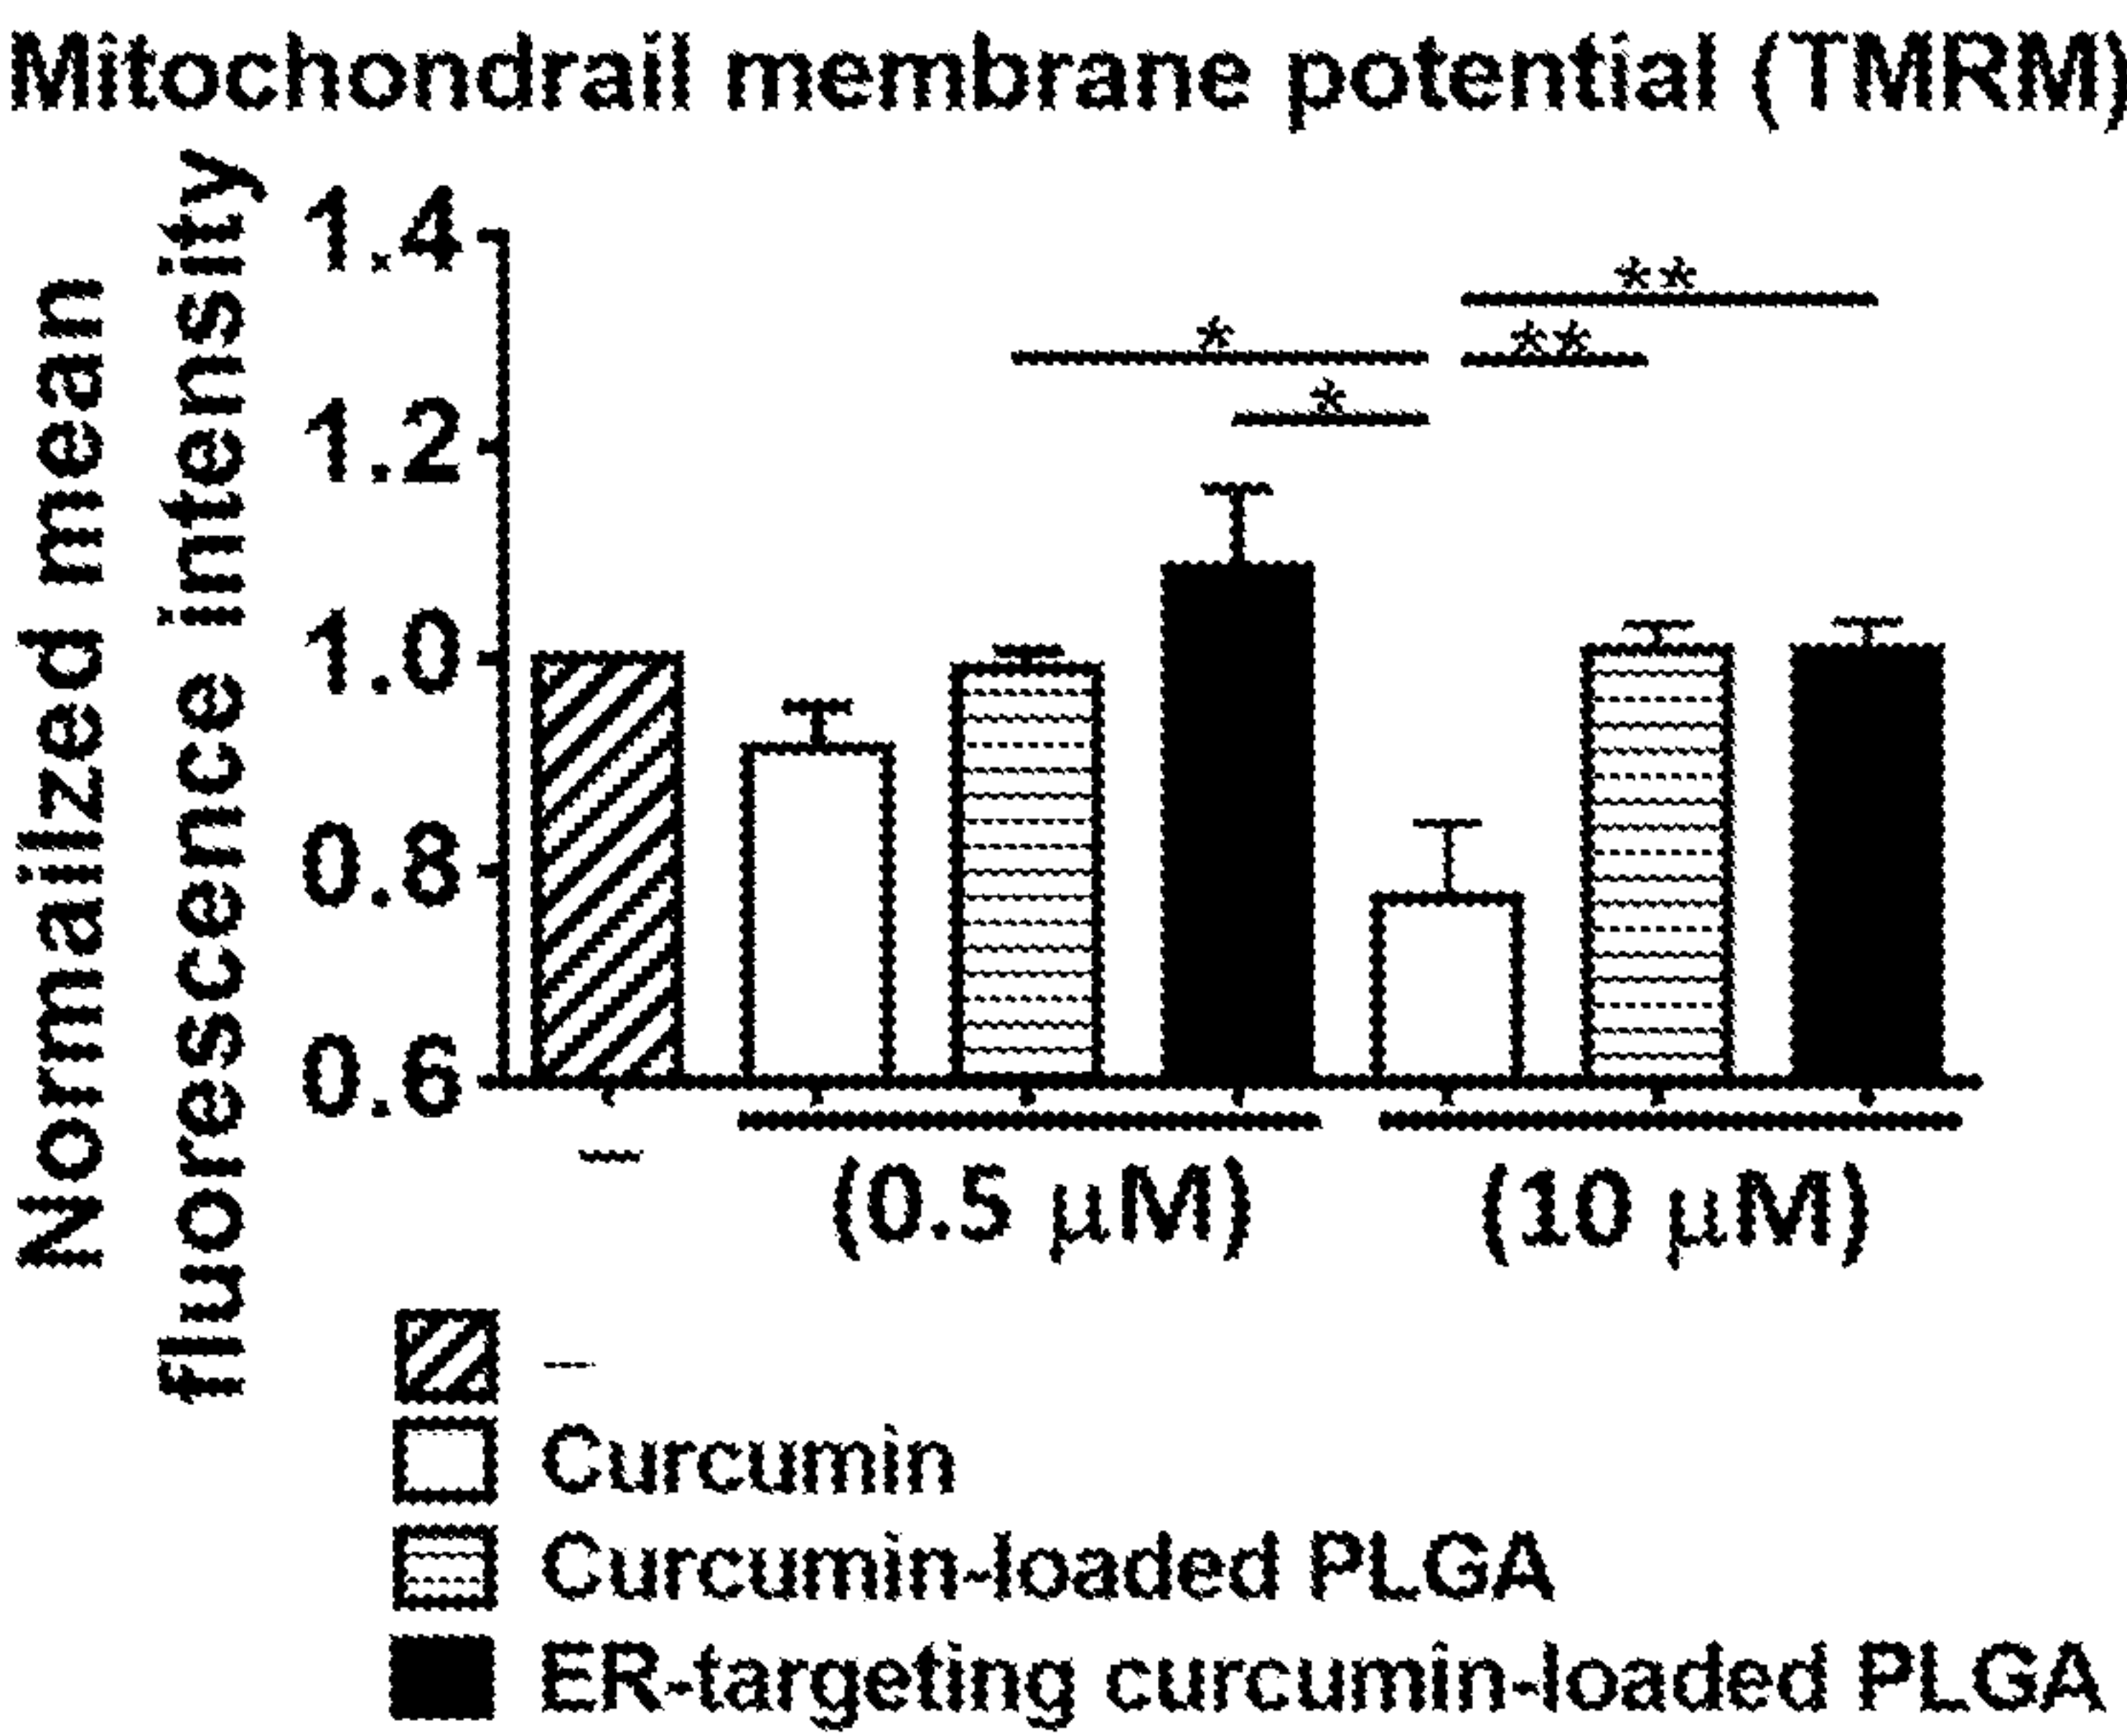 Mitochondrail membrane potential (TMRM)
Normailzed mean
fluorescence intensity
1.4
1.2
1.0
0.8
0.6
**
*
**
*
–
(0.5 µM)
(10 µM)
–
Curcumin
Curcumin-loaded PLGA
ER-targeting curcumin-loaded PLGA